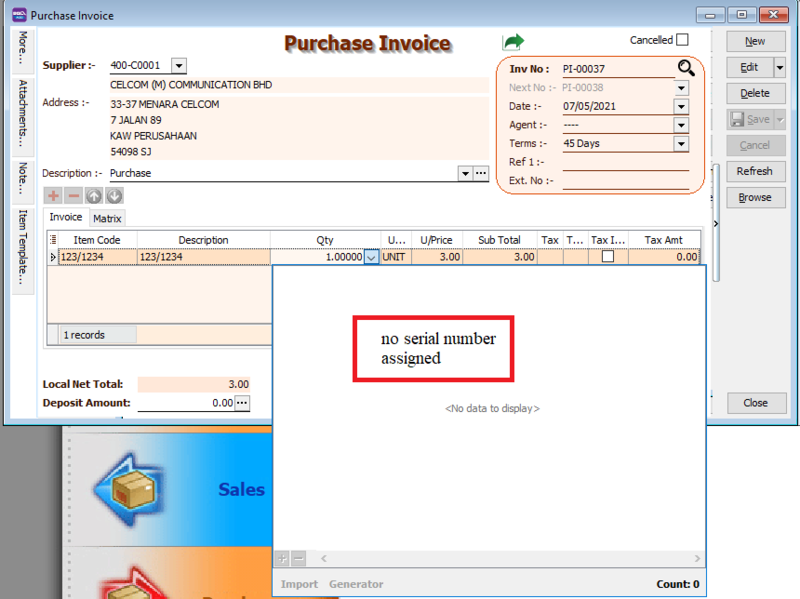 Purchase Invoice
More...
Attachments...
Note...
Item Template...
Purchase Invoice
Cancelled
Supplier :- 400-C0001
CELCOM (M) COMMUNICATION BHD
Address :- 33-37 MENARA CELCOM
7 JALAN 89
KAW PERUSAHAAN
54098 SJ
Description :- Purchase
Inv No : PI-00037
Next No :- PI-00038
Date :- 07/05/2021
Agent :- ----
Terms :- 45 Days
Ref 1 :-
Ext. No :-
New
Edit
Delete
Save
Cancel
Refresh
Browse
Invoice Matrix
Item Code Description Qty U... U/Price Sub Total Tax T... Tax I... Tax Amt
123/1234 123/1234 1.00000 UNIT 3.00 3.00 0.00
1 records
no serial number
assigned
<No data to display>
Local Net Total: 3.00
Deposit Amount: 0.00
Close
Sales
Import Generator Count: 0